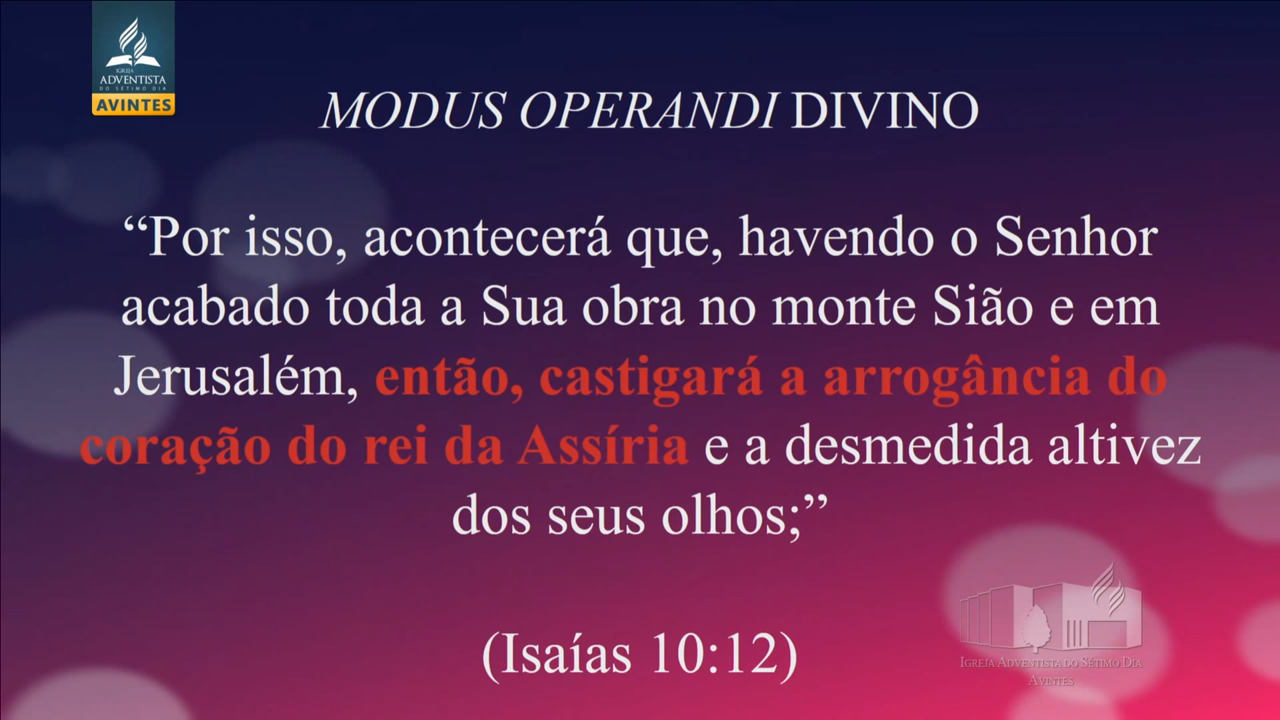 IGREJA
ADVENTISTA
DO SÉTIMO DIA
AVINTES
MODUS OPERANDI DIVINO
“Por isso, acontecerá que, havendo o Senhor
acabado toda a Sua obra no monte Sião e em
Jerusalém, então, castigará a arrogância do
coração do rei da Assíria e a desmedida altivez
dos seus olhos;”
(Isaías 10:12)
IGREJA ADVENTISTA DO SÉTIMO DIA
AVINTES